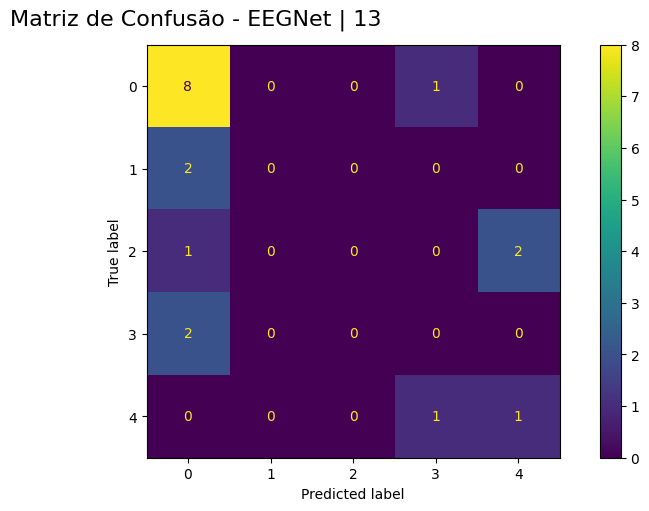 Matriz de Confusão - EEGNet | 13
0 8 0 0 1 0
1 2 0 0 0 0
2 1 0 0 0 2
3 2 0 0 0 0
4 0 0 0 1 1
0 1 2 3 4
Predicted label
True label
8
7
6
5
4
3
2
1
0